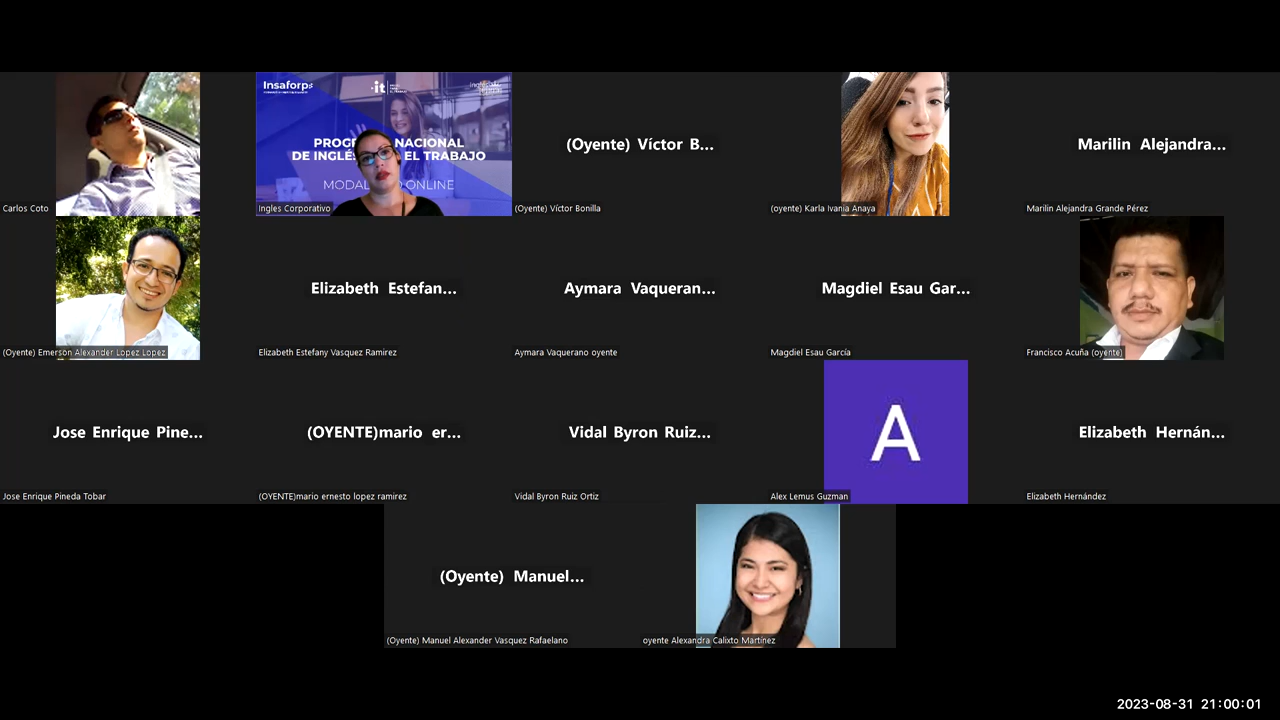 Insaforp
it
PROG NACIONAL
DE INGLÉS EL TRABAJO
MODAL ONLINE
(Oyente) Víctor B...
Marilin Alejandra...
Carlos Coto
Ingles Corporativo
(Oyente) Víctor Bonilla
(oyente) Karla Ivania Anaya
Marilin Alejandra Grande Pérez
Elizabeth Estefan...
Aymara Vaqueran...
Magdiel Esau Gar...
(Oyente) Emerson Alexander Lopez Lopez
Elizabeth Estefany Vasquez Ramirez
Aymara Vaquerano oyente
Magdiel Esau García
Francisco Acuña (oyente)
Jose Enrique Pine...
(OYENTE)mario er...
Vidal Byron Ruiz...
A
Elizabeth Hernán...
Jose Enrique Pineda Tobar
(OYENTE)mario ernesto lopez ramirez
Vidal Byron Ruiz Ortiz
Alex Lemus Guzman
Elizabeth Hernández
(Oyente) Manuel...
(Oyente) Manuel Alexander Vasquez Rafaelano
oyente Alexandra Calixto Martínez
2023-08-31 21:00:01